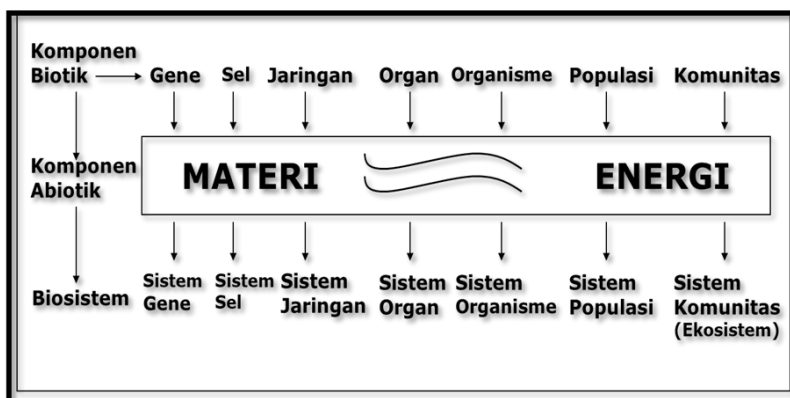 Komponen
Biotik
Gene Sel Jaringan Organ Organisme Populasi Komunitas
Komponen
Abiotik
MATERI ENERGI
Biosistem
Sistem
Gene
Sistem
Sel
Sistem
Jaringan
Sistem
Organ
Sistem
Organisme
Sistem
Populasi
Sistem
Komunitas
(Ekosistem)